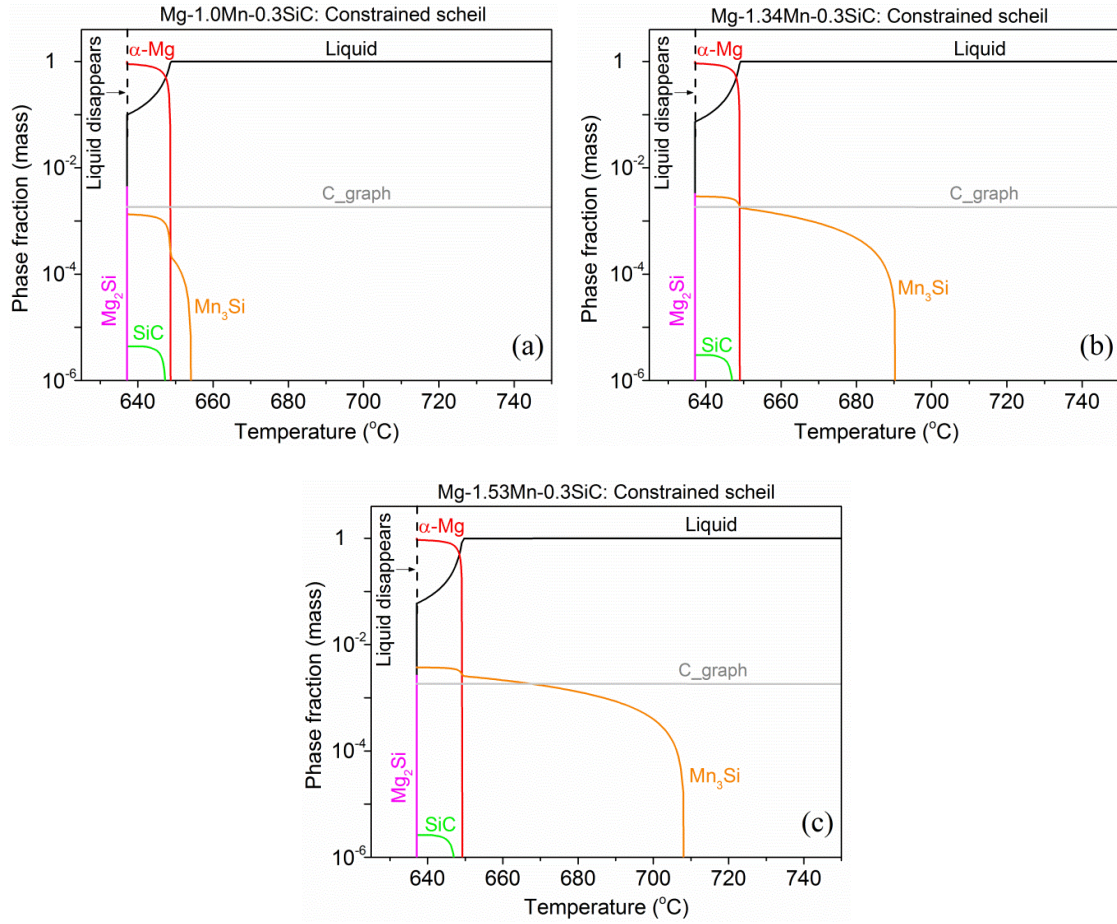 Mg-1.0Mn-0.3SiC: Constrained scheil
Phase fraction (mass)
1
10⁻²
10⁻⁴
10⁻⁶
Liquid disappears
α-Mg
Liquid
C_graph
Mg₂Si
Mn₃Si
SiC
(a)
640 660 680 700 720 740
Temperature (°C)
Mg-1.34Mn-0.3SiC: Constrained scheil
Phase fraction (mass)
1
10⁻²
10⁻⁴
10⁻⁶
Liquid disappears
α-Mg
Liquid
C_graph
Mg₂Si
Mn₃Si
SiC
(b)
640 660 680 700 720 740
Temperature (°C)
Mg-1.53Mn-0.3SiC: Constrained scheil
Phase fraction (mass)
1
10⁻²
10⁻⁴
10⁻⁶
Liquid disappears
α-Mg
Liquid
C_graph
Mg₂Si
Mn₃Si
SiC
(c)
640 660 680 700 720 740
Temperature (°C)